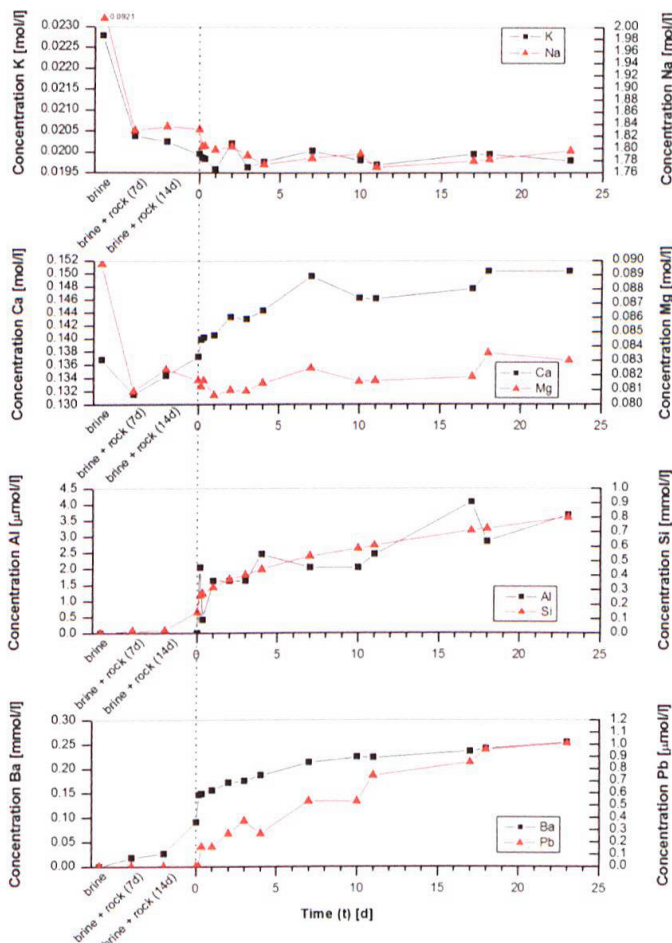 0.0921
Concentration K [mol/l]
0.0230
0.0225
0.0220
0.0215
0.0210
0.0205
0.0200
0.0195
K
Na
2.00
1.98
1.96
1.94
1.92
1.90
1.88
1.86
1.84
1.82
1.80
1.78
1.76
Concentration Na [mol/l]
brine
brine + rock (7d)
brine + rock (14d)
0 5 10 15 20 25
Concentration Ca [mol/l]
0.152
0.150
0.148
0.146
0.144
0.142
0.140
0.138
0.136
0.134
0.132
0.130
Ca
Mg
0.090
0.089
0.088
0.087
0.086
0.085
0.084
0.083
0.082
0.081
0.080
Concentration Mg [mol/l]
brine
brine + rock (7d)
brine + rock (14d)
0 5 10 15 20 25
Concentration Al [µmol/l]
4.5
4.0
3.5
3.0
2.5
2.0
1.5
1.0
0.5
0.0
Al
Si
1.0
0.9
0.8
0.7
0.6
0.5
0.4
0.3
0.2
0.1
0.0
Concentration Si [mmol/l]
brine
brine + rock (7d)
brine + rock (14d)
0 5 10 15 20 25
Concentration Ba [mmol/l]
0.30
0.25
0.20
0.15
0.10
0.05
0.00
Ba
Pb
1.2
1.1
1.0
0.9
0.8
0.7
0.6
0.5
0.4
0.3
0.2
0.1
0.0
Concentration Pb [µmol/l]
brine
brine + rock (7d)
brine + rock (14d)
0 5 10 15 20 25
Time (t) [d]